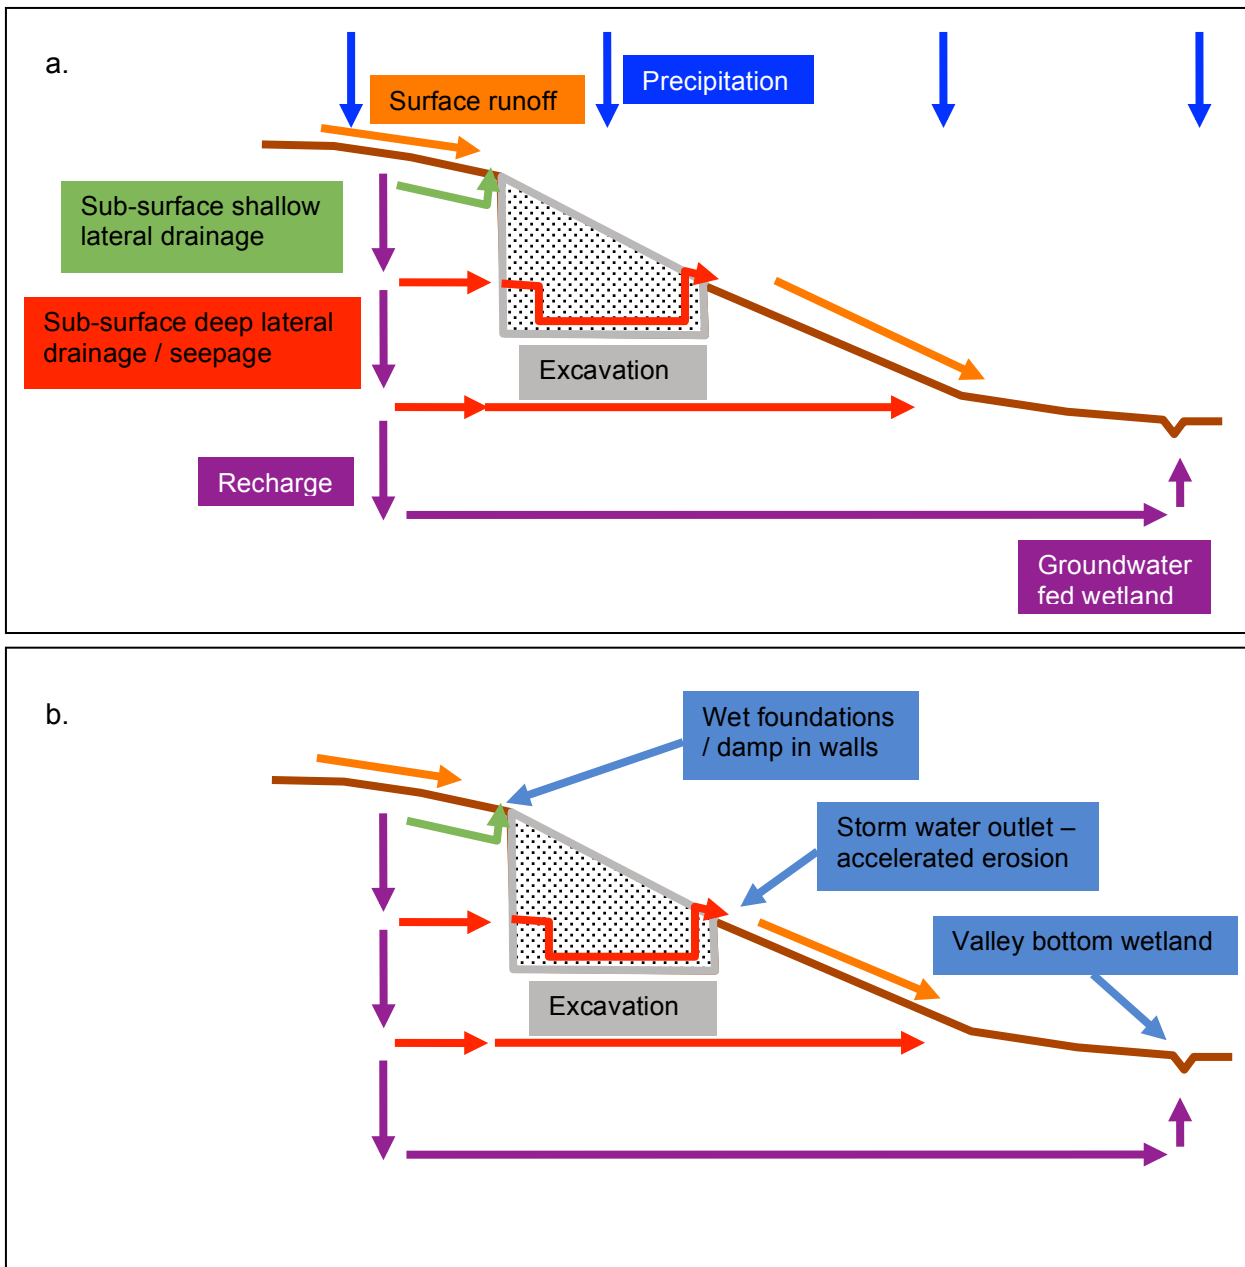 a.
Precipitation
Surface runoff
Sub-surface shallow
lateral drainage
Sub-surface deep lateral
drainage / seepage
Excavation
Recharge
Groundwater
fed wetland
b.
Wet foundations
/ damp in walls
Storm water outlet –
accelerated erosion
Valley bottom wetland
Excavation